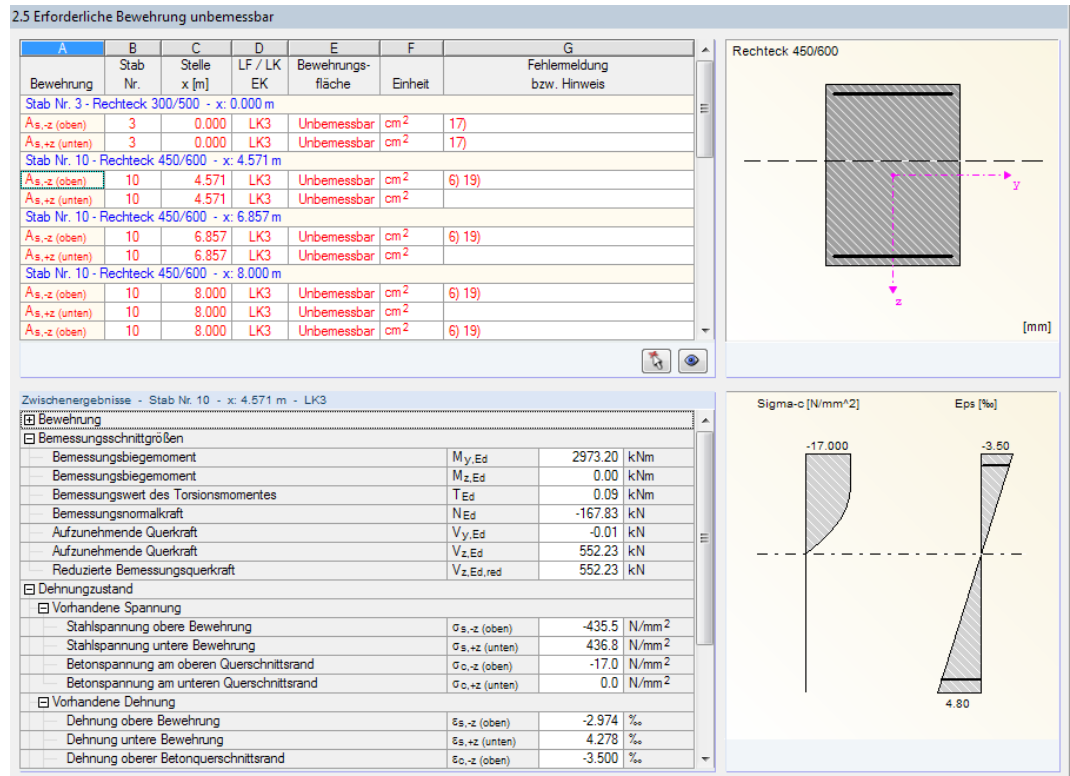 2.5 Erforderliche Bewehrung unbemessbar
A B C D E F G
Stab Stelle LF / LK Bewehrungs- Fehlermeldung
Bewehrung Nr. x [m] EK fläche Einheit bzw. Hinweis
Stab Nr. 3 - Rechteck 300/500 - x: 0.000 m
As,-z (oben) 3 0.000 LK3 Unbemessbar cm2 17)
As,+z (unten) 3 0.000 LK3 Unbemessbar cm2 17)
Stab Nr. 10 - Rechteck 450/600 - x: 4.571 m
As,-z (oben) 10 4.571 LK3 Unbemessbar cm2 6) 19)
As,+z (unten) 10 4.571 LK3 Unbemessbar cm2
Stab Nr. 10 - Rechteck 450/600 - x: 6.857 m
As,-z (oben) 10 6.857 LK3 Unbemessbar cm2 6) 19)
As,+z (unten) 10 6.857 LK3 Unbemessbar cm2
Stab Nr. 10 - Rechteck 450/600 - x: 8.000 m
As,-z (oben) 10 8.000 LK3 Unbemessbar cm2 6) 19)
As,+z (oben) 10 8.000 LK3 Unbemessbar cm2
As,-z (oben) 10 8.000 LK3 Unbemessbar cm2 6) 19)
Rechteck 450/600
y
z
[mm]
Zwischenergebnisse - Stab Nr. 10 - x: 4.571 m - LK3
Bewehrung
Bemessungsschnittgrößen
Bemessungsbiegemoment My,Ed 2973.20 kNm
Bemessungsbiegemoment Mz,Ed 0.00 kNm
Bemessungswert des Torsionsmomentes TEd 0.09 kNm
Bemessungsnormalkraft NEd -167.83 kN
Aufzunehmende Querkraft Vy,Ed -0.01 kN
Aufzunehmende Querkraft Vz,Ed 552.23 kN
Reduzierte Bemessungsquerkraft Vz,Ed,red 552.23 kN
Dehnungzustand
Vorhandene Spannung
Stahlspannung obere Bewehrung σs,-z (oben) -435.5 N/mm2
Stahlspannung untere Bewehrung σs,+z (unten) 436.8 N/mm2
Betonspannung am oberen Querschnittsrand σc,-z (oben) -17.0 N/mm2
Betonspannung am unteren Querschnittsrand σc,+z (unten) 0.0 N/mm2
Vorhandene Dehnung
Dehnung obere Bewehrung εs,-z (oben) -2.974 ‰
Dehnung untere Bewehrung εs,+z (unten) 4.278 ‰
Dehnung oberer Betonquerschnittsrand εc,-z (oben) -3.500 ‰
Sigma-c [N/mm^2] Eps [‰]
-17.000 -3.50
4.80